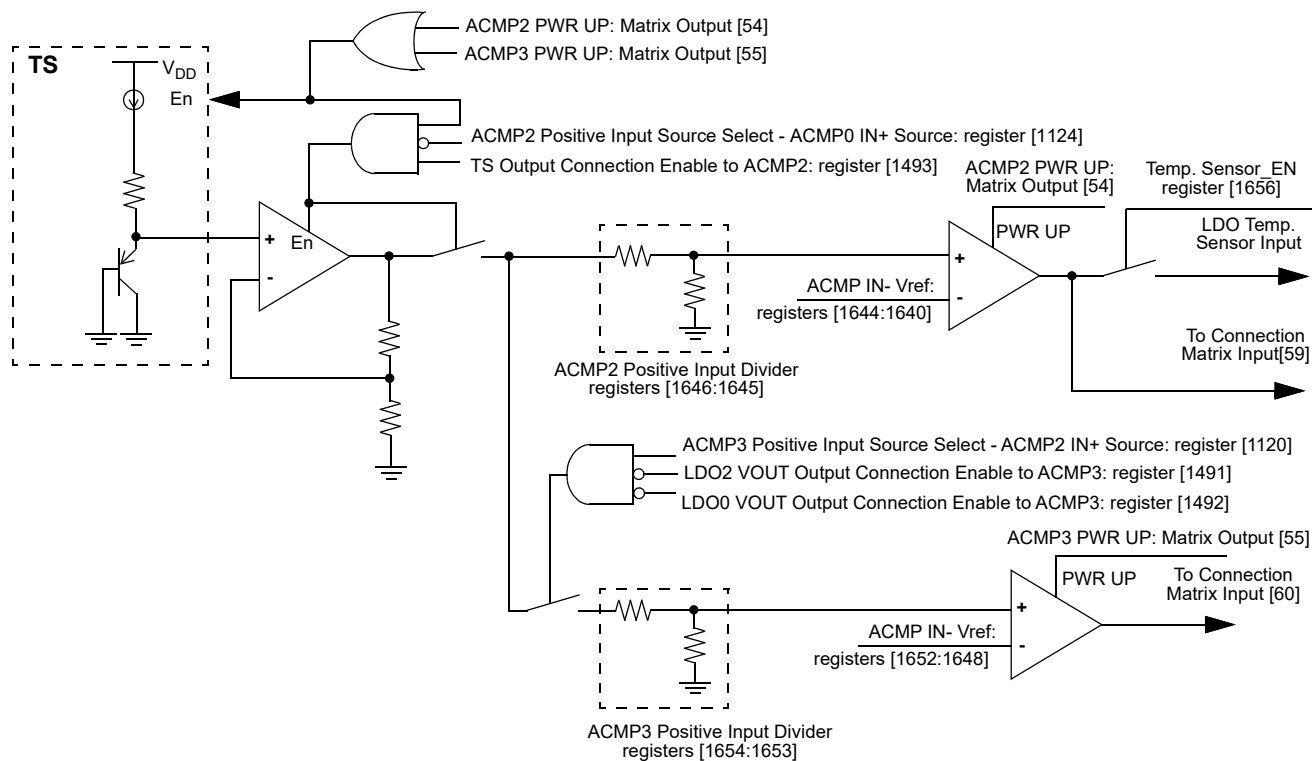 ACMP2 PWR UP: Matrix Output [54]
ACMP3 PWR UP: Matrix Output [55]
TS
VDD
En
ACMP2 Positive Input Source Select - ACMP0 IN+ Source: register [1124]
TS Output Connection Enable to ACMP2: register [1493]
ACMP2 PWR UP:
Matrix Output [54]
Temp. Sensor_EN
register [1656]
PWR UP
LDO Temp.
Sensor Input
+
En
-
+
-
ACMP IN- Vref:
registers [1644:1640]
To Connection
Matrix Input[59]
ACMP2 Positive Input Divider
registers [1646:1645]
ACMP3 Positive Input Source Select - ACMP2 IN+ Source: register [1120]
LDO2 VOUT Output Connection Enable to ACMP3: register [1491]
LDO0 VOUT Output Connection Enable to ACMP3: register [1492]
ACMP3 PWR UP: Matrix Output [55]
PWR UP
To Connection
Matrix Input [60]
+
-
ACMP IN- Vref:
registers [1652:1648]
ACMP3 Positive Input Divider
registers [1654:1653]